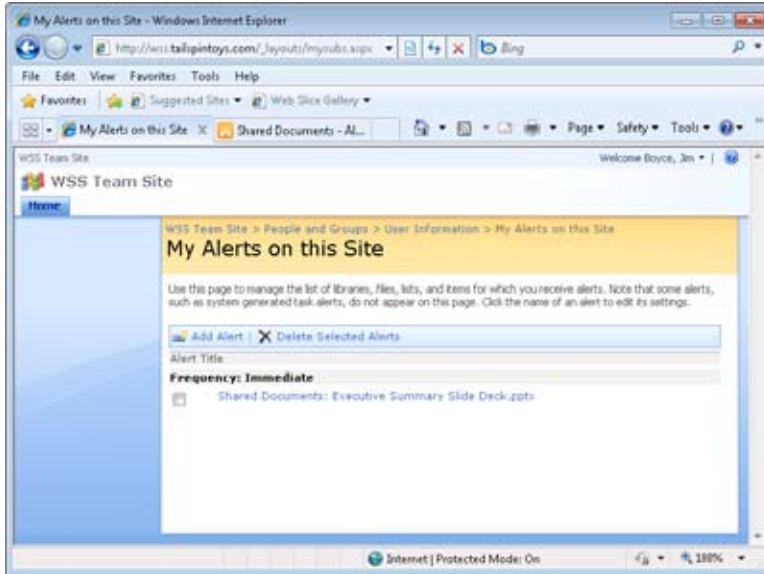 My Alerts on this Site - Windows Internet Explorer
http://wss.tailspintoys.com/_layouts/mysubs.aspx
Bing
File Edit View Favorites Tools Help
Favorites Suggested Sites Web Slice Gallery
My Alerts on this Site Shared Documents - Al... Page Safety Tools
WSS Team Site Welcome Boyce, Jim
WSS Team Site
Home
WSS Team Site > People and Groups > User Information > My Alerts on this Site
My Alerts on this Site
Use this page to manage the list of libraries, files, lists, and items for which you receive alerts. Note that some alerts,
such as system generated task alerts, do not appear on this page. Click the name of an alert to edit its settings.
Add Alert | Delete Selected Alerts
Alert Title
Frequency: Immediate
Shared Documents: Executive Summary Slide Deck.pptx
Internet | Protected Mode: On